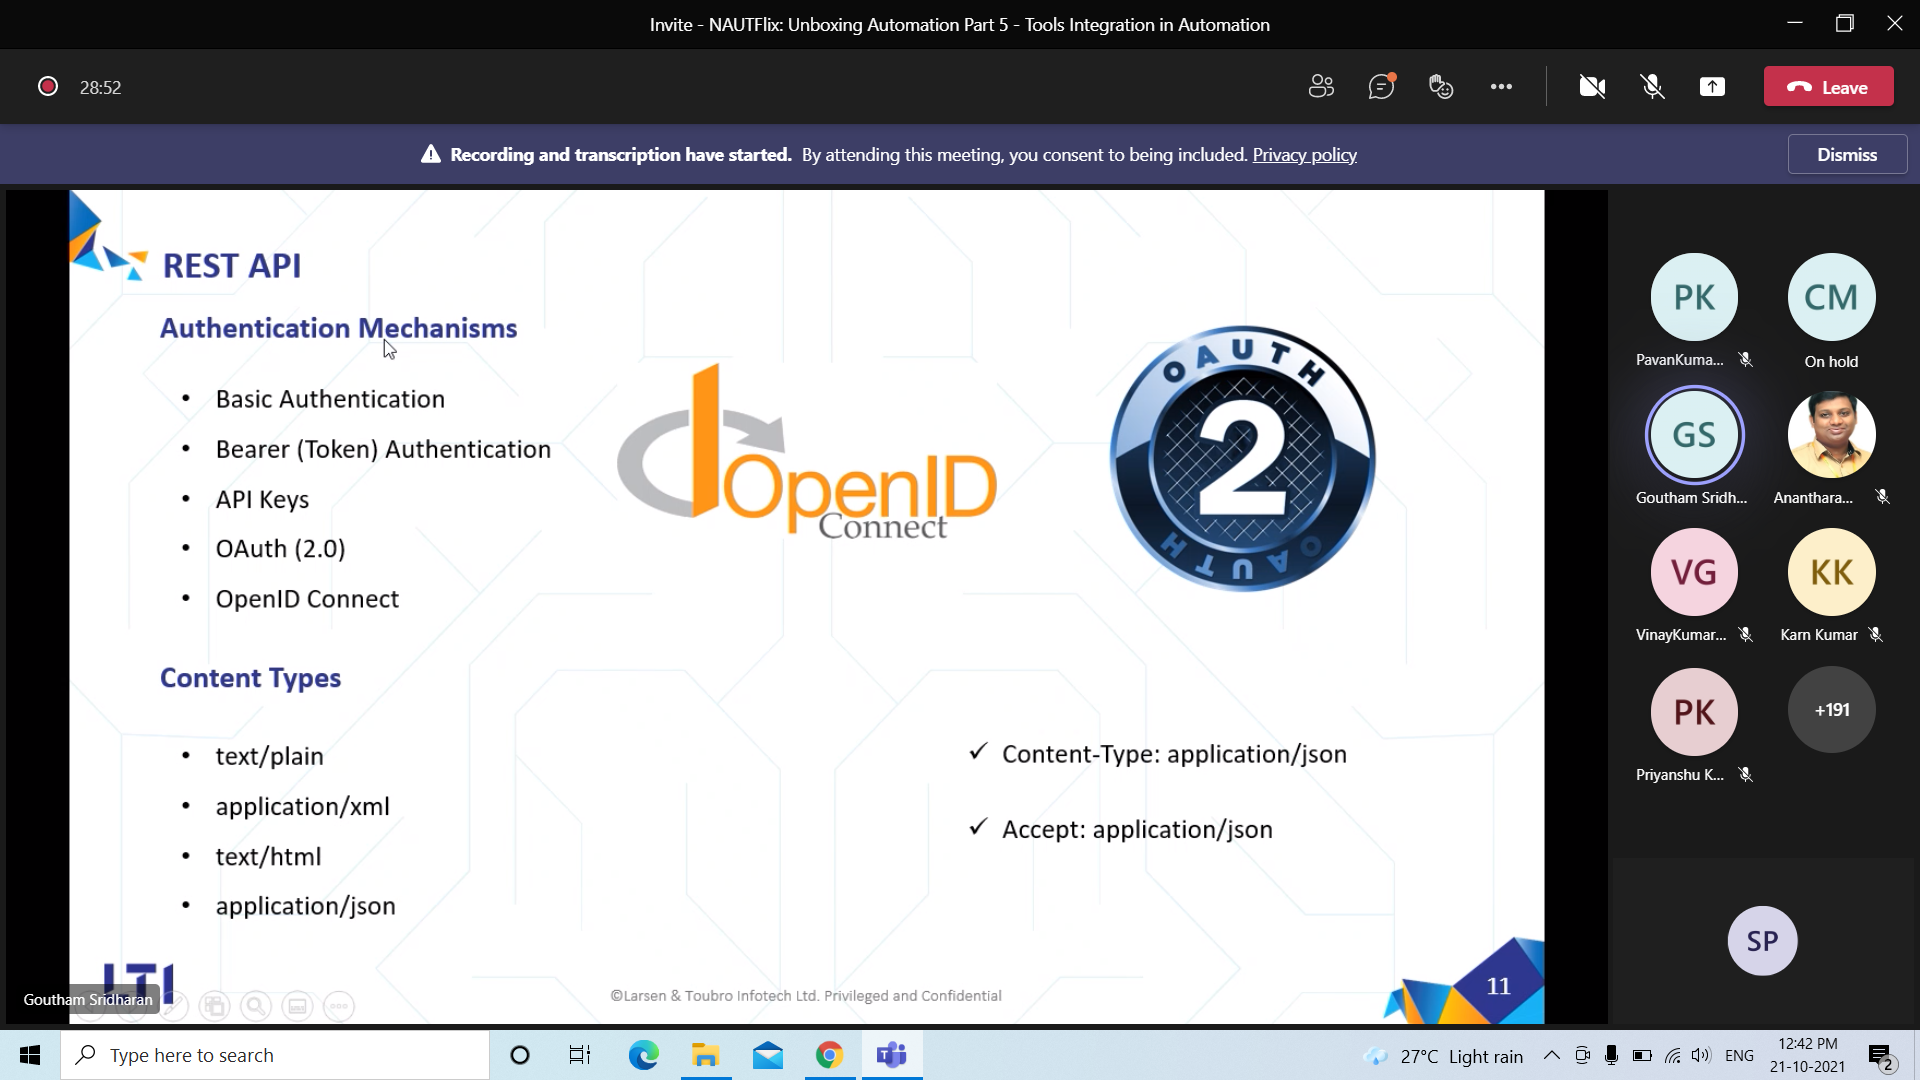 Invite - NAUTFlix: Unboxing Automation Part 5 - Tools Integration in Automation
28:52
Leave
Recording and transcription have started. By attending this meeting, you consent to being included. Privacy policy
Dismiss
REST API
Authentication Mechanisms
• Basic Authentication
• Bearer (Token) Authentication
• API Keys
• OAuth (2.0)
• OpenID Connect
OpenID
Connect
OAUTH
2
OAUTH
Content Types
• text/plain
• application/xml
• text/html
• application/json
✓ Content-Type: application/json
✓ Accept: application/json
LTI
Goutham Sridharan
©Larsen & Toubro Infotech Ltd. Privileged and Confidential
11
PK
PavanKuma...
CM
On hold
GS
Goutham Sridh...
Ananthara...
VG
VinayKumar...
KK
Karn Kumar
PK
Priyanshu K...
+191
SP
Type here to search
27°C Light rain
ENG
12:42 PM
21-10-2021
2